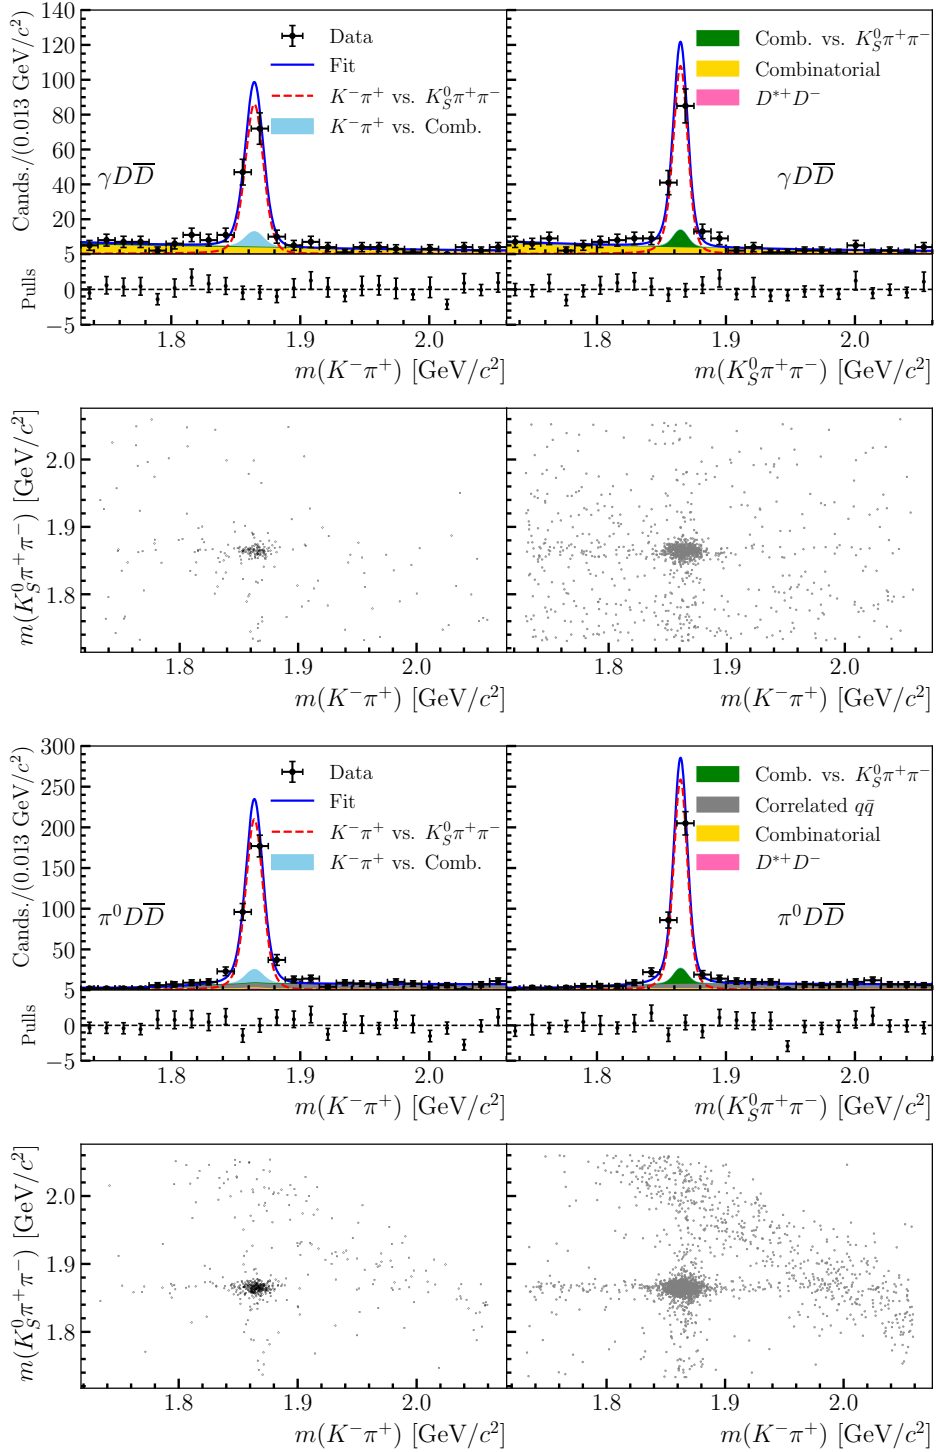 140
120
100
80
60
40
20
5
0
−5
Cands./(0.013 GeV/c²)
Pulls
Data
Fit
K⁻π⁺ vs. K⁰_Sπ⁺π⁻
K⁻π⁺ vs. Comb.
γDD̅
1.8 1.9 2.0
m(K⁻π⁺) [GeV/c²]
Comb. vs. K⁰_Sπ⁺π⁻
Combinatorial
D*⁺D⁻
γDD̅
1.8 1.9 2.0
m(K⁰_Sπ⁺π⁻) [GeV/c²]
m(K⁰_Sπ⁺π⁻) [GeV/c²]
2.0
1.9
1.8
1.8 1.9 2.0
m(K⁻π⁺) [GeV/c²]
1.8 1.9 2.0
m(K⁻π⁺) [GeV/c²]
300
250
200
150
100
50
5
0
−5
Cands./(0.013 GeV/c²)
Pulls
Data
Fit
K⁻π⁺ vs. K⁰_Sπ⁺π⁻
K⁻π⁺ vs. Comb.
π⁰DD̅
1.8 1.9 2.0
m(K⁻π⁺) [GeV/c²]
Comb. vs. K⁰_Sπ⁺π⁻
Correlated qq̄
Combinatorial
D*⁺D⁻
π⁰DD̅
1.8 1.9 2.0
m(K⁰_Sπ⁺π⁻) [GeV/c²]
m(K⁰_Sπ⁺π⁻) [GeV/c²]
2.0
1.9
1.8
1.8 1.9 2.0
m(K⁻π⁺) [GeV/c²]
1.8 1.9 2.0
m(K⁻π⁺) [GeV/c²]